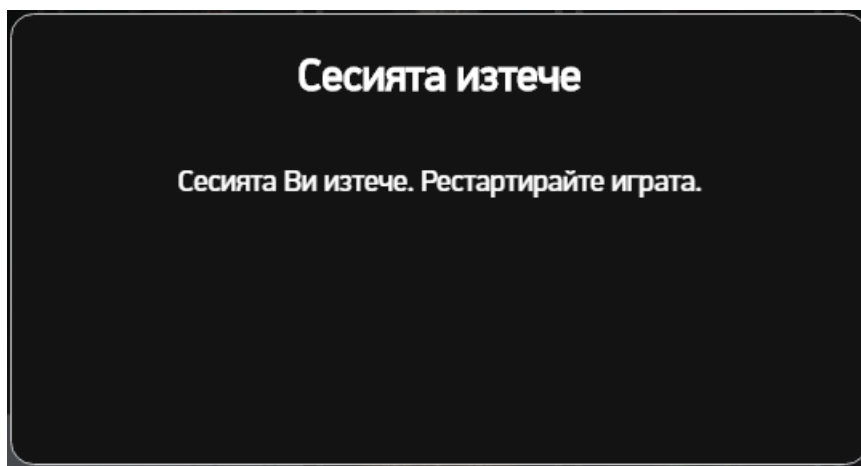 Сесията изтече
Сесията Ви изтече. Рестартирайте играта.